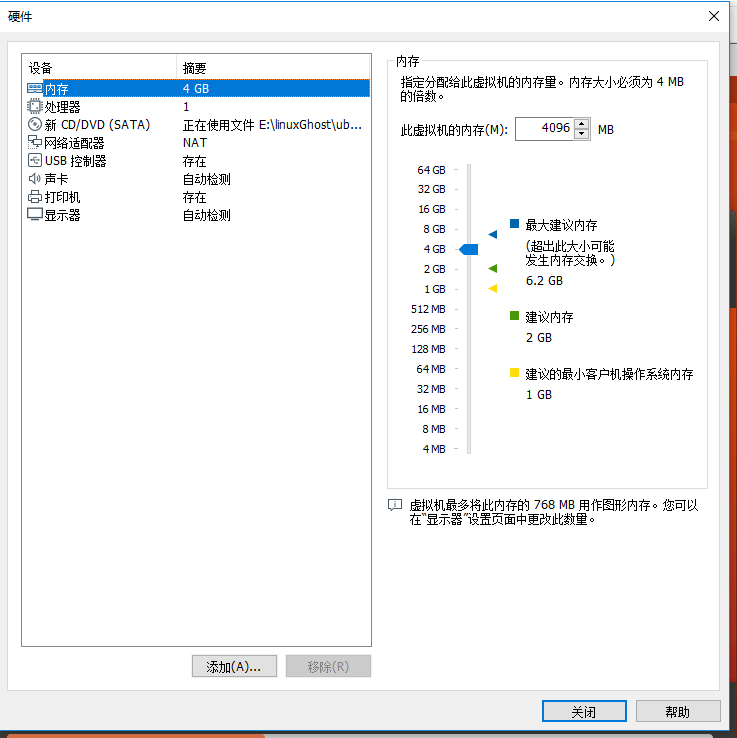 硬件
设备 摘要
内存 4 GB
处理器 1
新 CD/DVD (SATA) 正在使用文件 E:\linuxGhost\ub...
网络适配器 NAT
USB 控制器 存在
声卡 自动检测
打印机 存在
显示器 自动检测
添加(A)...
移除(R)
内存
指定分配给此虚拟机的内存量。内存大小必须为 4 MB
的倍数。
此虚拟机的内存(M): 4096 MB
64 GB
32 GB
16 GB
8 GB
4 GB
2 GB
1 GB
512 MB
256 MB
128 MB
64 MB
32 MB
16 MB
8 MB
4 MB
最大建议内存
(超出此大小可能
发生内存交换。)
6.2 GB
建议内存
2 GB
建议的最小客户机操作系统内存
1 GB
虚拟机最多将此内存的 768 MB 用作图形内存。您可以
在“显示器”设置页面中更改此数量。
关闭
帮助